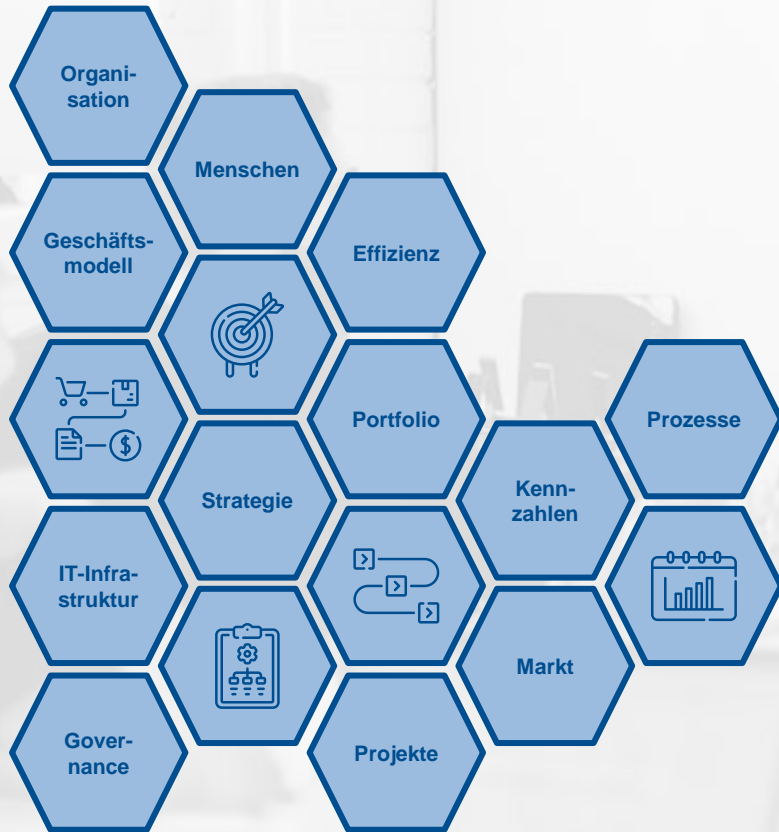 Organi-
sation
Menschen
Geschäfts-
modell
Effizienz
Portfolio
Prozesse
Strategie
Kenn-
zahlen
IT-Infra-
struktur
Markt
Gover-
nance
Projekte
$